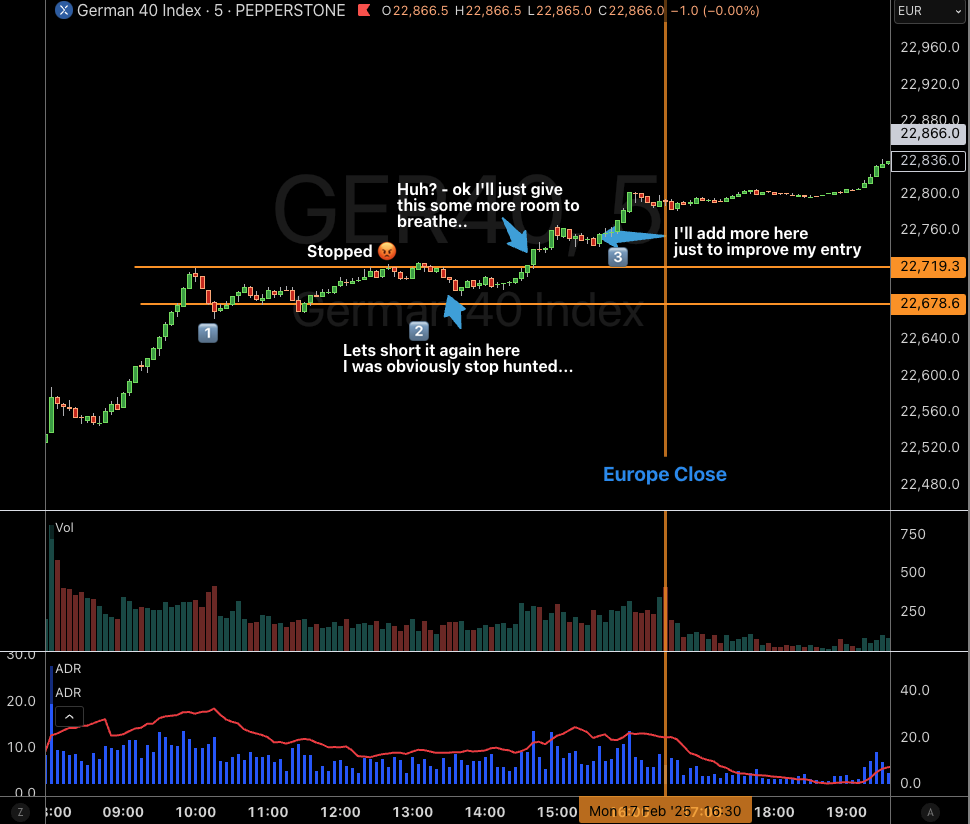 German 40 Index · 5 · PEPPERSTONE O22,866.5 H22,866.5 L22,865.0 C22,866.0 −1.0 (−0.00%)
EUR
22,960.0
22,920.0
22,880.0
22,866.0
22,836.0
22,800.0
22,760.0
22,719.3
22,678.6
22,640.0
22,600.0
22,560.0
22,520.0
22,480.0
GER40, 5
German 40 Index
Huh? - ok I'll just give
this some more room to
breathe..
Stopped 😡
I'll add more here
just to improve my entry
3
1
2
Lets short it again here
I was obviously stop hunted...
Europe Close
Vol
750
500
250
30.0
ADR
ADR
20.0
10.0
0.0
40.0
20.0
0.0
Z
8:00 09:00 10:00 11:00 12:00 13:00 14:00 15:00 Mon 17 Feb '25 16:30 18:00 19:00
A